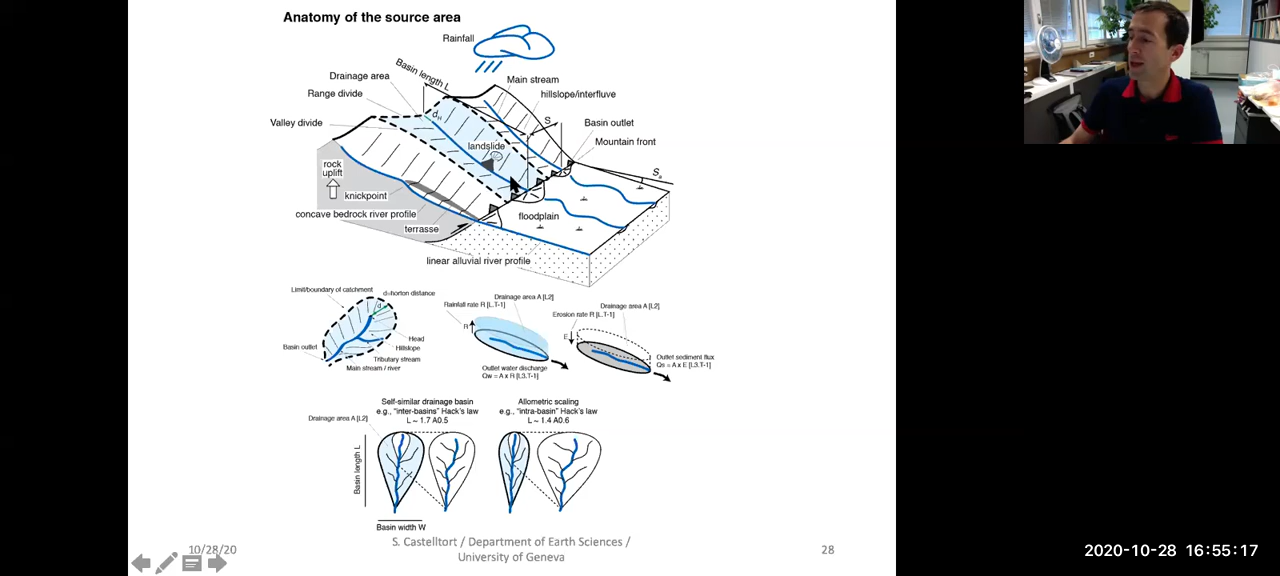 Anatomy of the source area
Rainfall
Basin length L
Drainage area
Main stream
Range divide
hillslope/interfluve
dH
Valley divide
S
Basin outlet
landslide
Mountain front
rock
uplift
Sa
knickpoint
concave bedrock river profile
floodplain
terrasse
linear alluvial river profile
Limit/boundary of catchment
d=horton distance
d
Head
Hillslope
Basin outlet
Tributary stream
Main stream / river
Drainage area A [L2]
Rainfall rate R [L.T-1]
R
Outlet water discharge
Qw = A x R [L3.T-1]
Drainage area A [L2]
Erosion rate R [L.T-1]
E
Outlet sediment flux
Qs = A x E [L3.T-1]
Self-similar drainage basin
e.g., "inter-basins" Hack's law
L ~ 1.7 A0.5
Allometric scaling
e.g., "intra-basin" Hack's law
L ~ 1.4 A0.6
Drainage area A [L2]
Basin length L
Basin width W
10/28/20
S. Castelltort / Department of Earth Sciences /
University of Geneva
28
2020-10-28 16:55:17